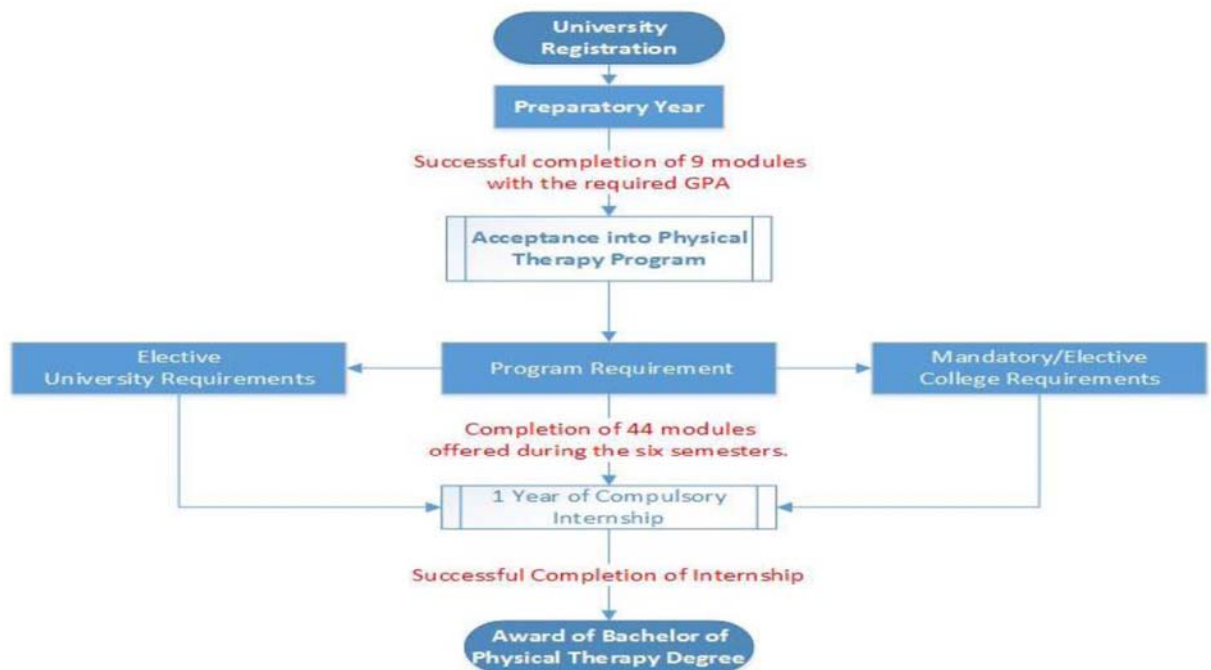 University
Registration
Preparatory Year
Successful completion of 9 modules
with the required GPA
Acceptance into Physical
Therapy Program
Elective
University Requirements
Program Requirement
Mandatory/Elective
College Requirements
Completion of 44 modules
offered during the six semesters.
1 Year of Compulsory
Internship
Successful Completion of Internship
Award of Bachelor of
Physical Therapy Degree